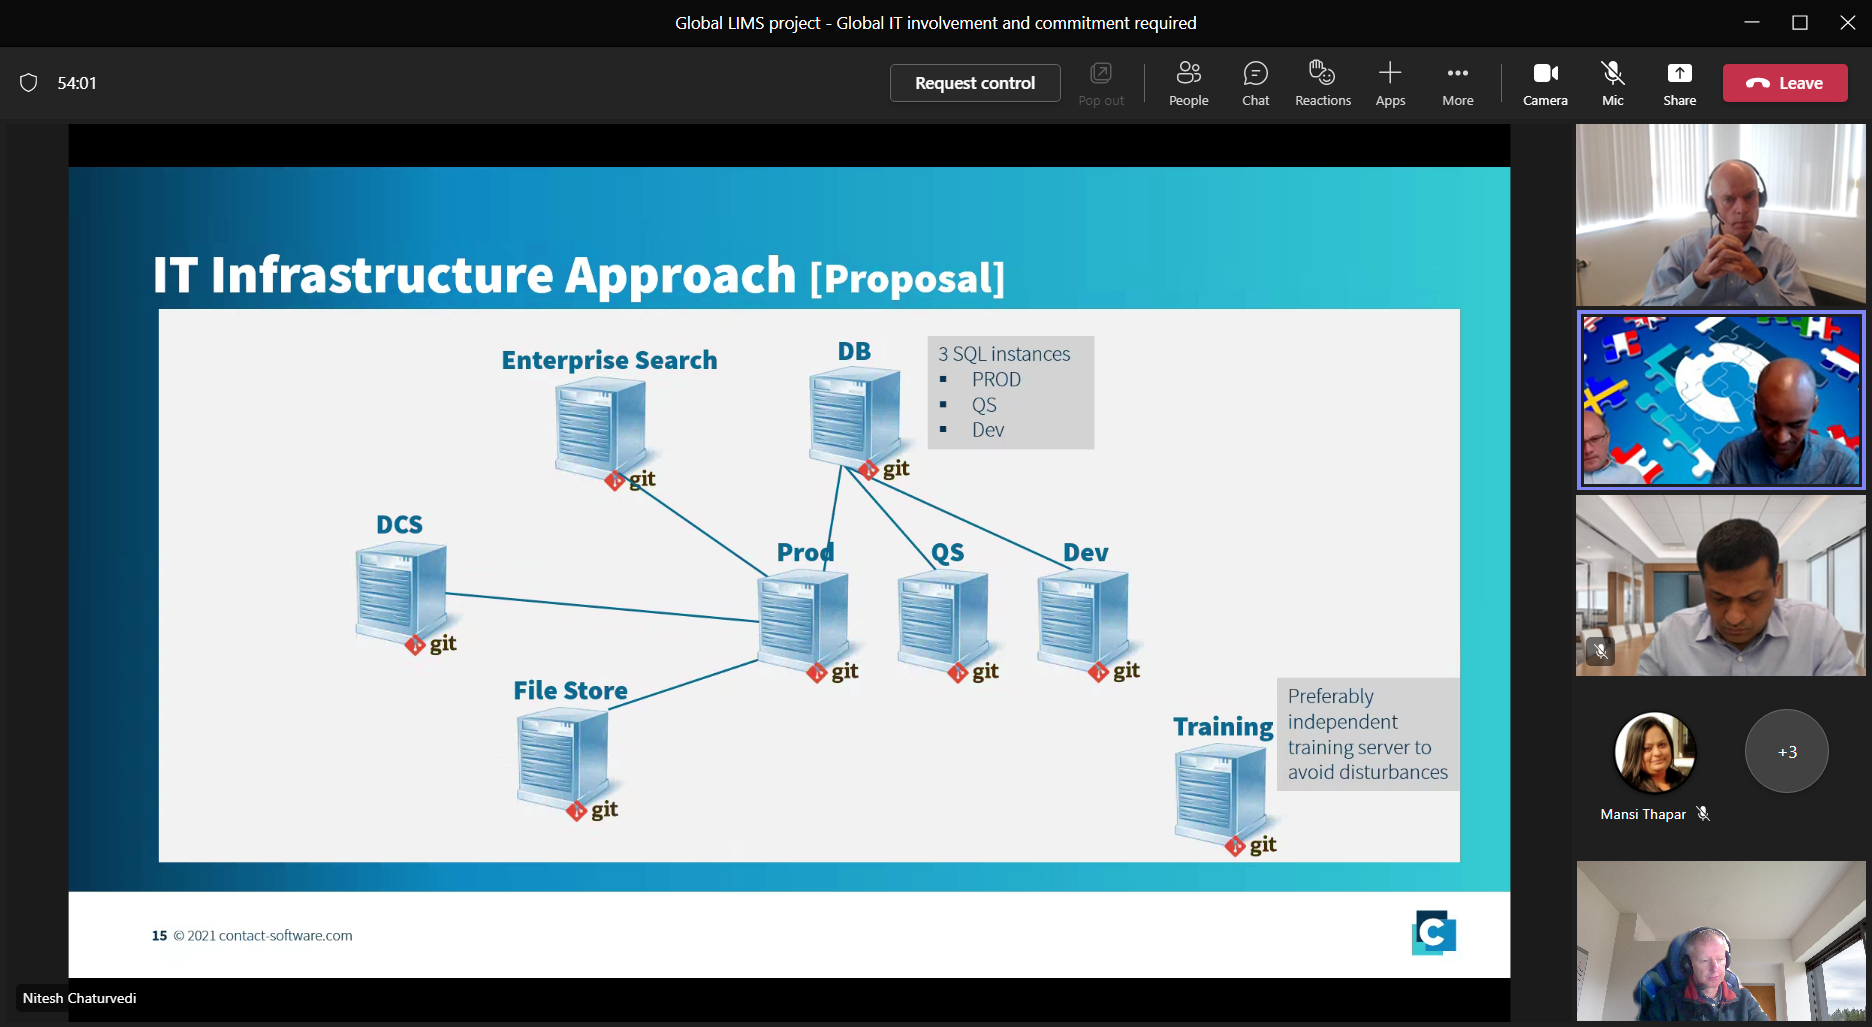 Global LIMS project - Global IT involvement and commitment required
54:01
Request control
Pop out
People
Chat
Reactions
Apps
More
Camera
Mic
Share
Leave
IT Infrastructure Approach [Proposal]
Enterprise Search
git
DB
git
3 SQL instances
▪ PROD
▪ QS
▪ Dev
DCS
git
Prod
git
QS
git
Dev
git
File Store
git
Training
git
Preferably
independent
training server to
avoid disturbances
15 © 2021 contact-software.com
C
Nitesh Chaturvedi
Mansi Thapar
+3